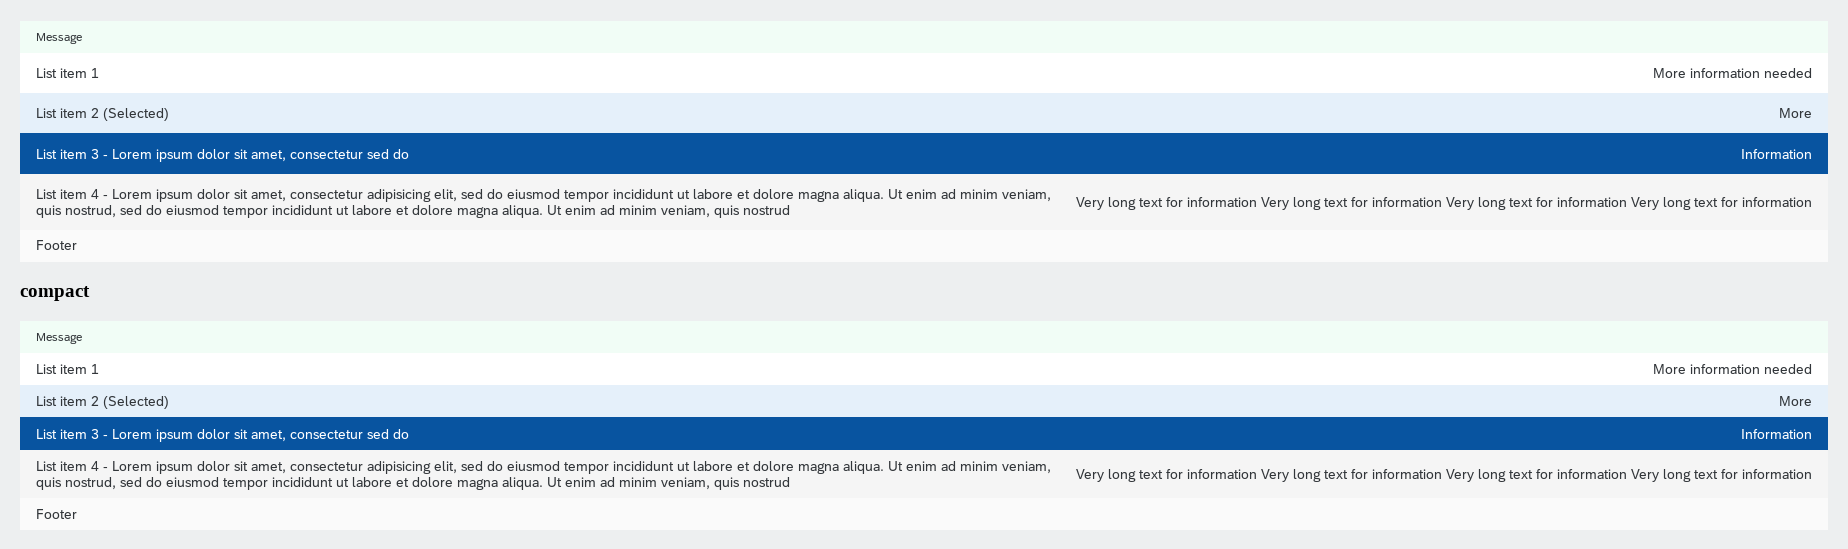 Message
List item 1 More information needed
List item 2 (Selected) More
List item 3 - Lorem ipsum dolor sit amet, consectetur sed do Information
List item 4 - Lorem ipsum dolor sit amet, consectetur adipisicing elit, sed do eiusmod tempor incididunt ut labore et dolore magna aliqua. Ut enim ad minim veniam,
quis nostrud, sed do eiusmod tempor incididunt ut labore et dolore magna aliqua. Ut enim ad minim veniam, quis nostrud
Very long text for information Very long text for information Very long text for information Very long text for information
Footer
compact
Message
List item 1 More information needed
List item 2 (Selected) More
List item 3 - Lorem ipsum dolor sit amet, consectetur sed do Information
List item 4 - Lorem ipsum dolor sit amet, consectetur adipisicing elit, sed do eiusmod tempor incididunt ut labore et dolore magna aliqua. Ut enim ad minim veniam,
quis nostrud, sed do eiusmod tempor incididunt ut labore et dolore magna aliqua. Ut enim ad minim veniam, quis nostrud
Very long text for information Very long text for information Very long text for information Very long text for information
Footer